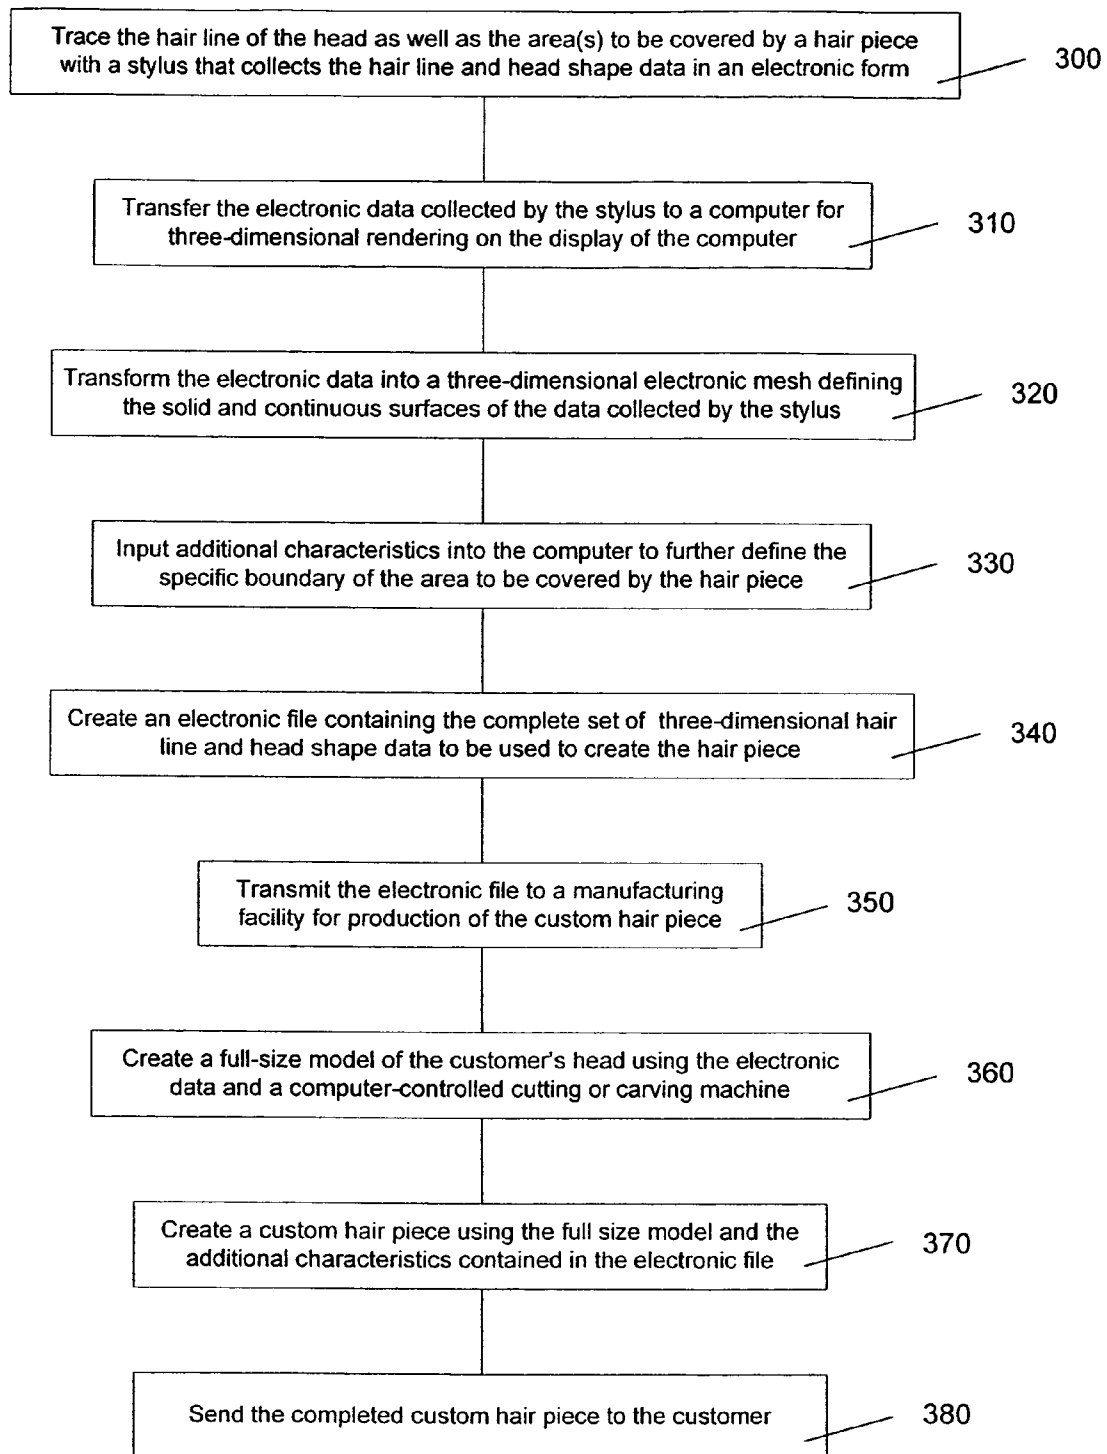 Trace the hair line of the head as well as the area(s) to be covered by a hair piece
with a stylus that collects the hair line and head shape data in an electronic form
300
Transfer the electronic data collected by the stylus to a computer for
three-dimensional rendering on the display of the computer
310
Transform the electronic data into a three-dimensional electronic mesh defining
the solid and continuous surfaces of the data collected by the stylus
320
Input additional characteristics into the computer to further define the
specific boundary of the area to be covered by the hair piece
330
Create an electronic file containing the complete set of three-dimensional hair
line and head shape data to be used to create the hair piece
340
Transmit the electronic file to a manufacturing
facility for production of the custom hair piece
350
Create a full-size model of the customer's head using the electronic
data and a computer-controlled cutting or carving machine
360
Create a custom hair piece using the full size model and the
additional characteristics contained in the electronic file
370
Send the completed custom hair piece to the customer
380